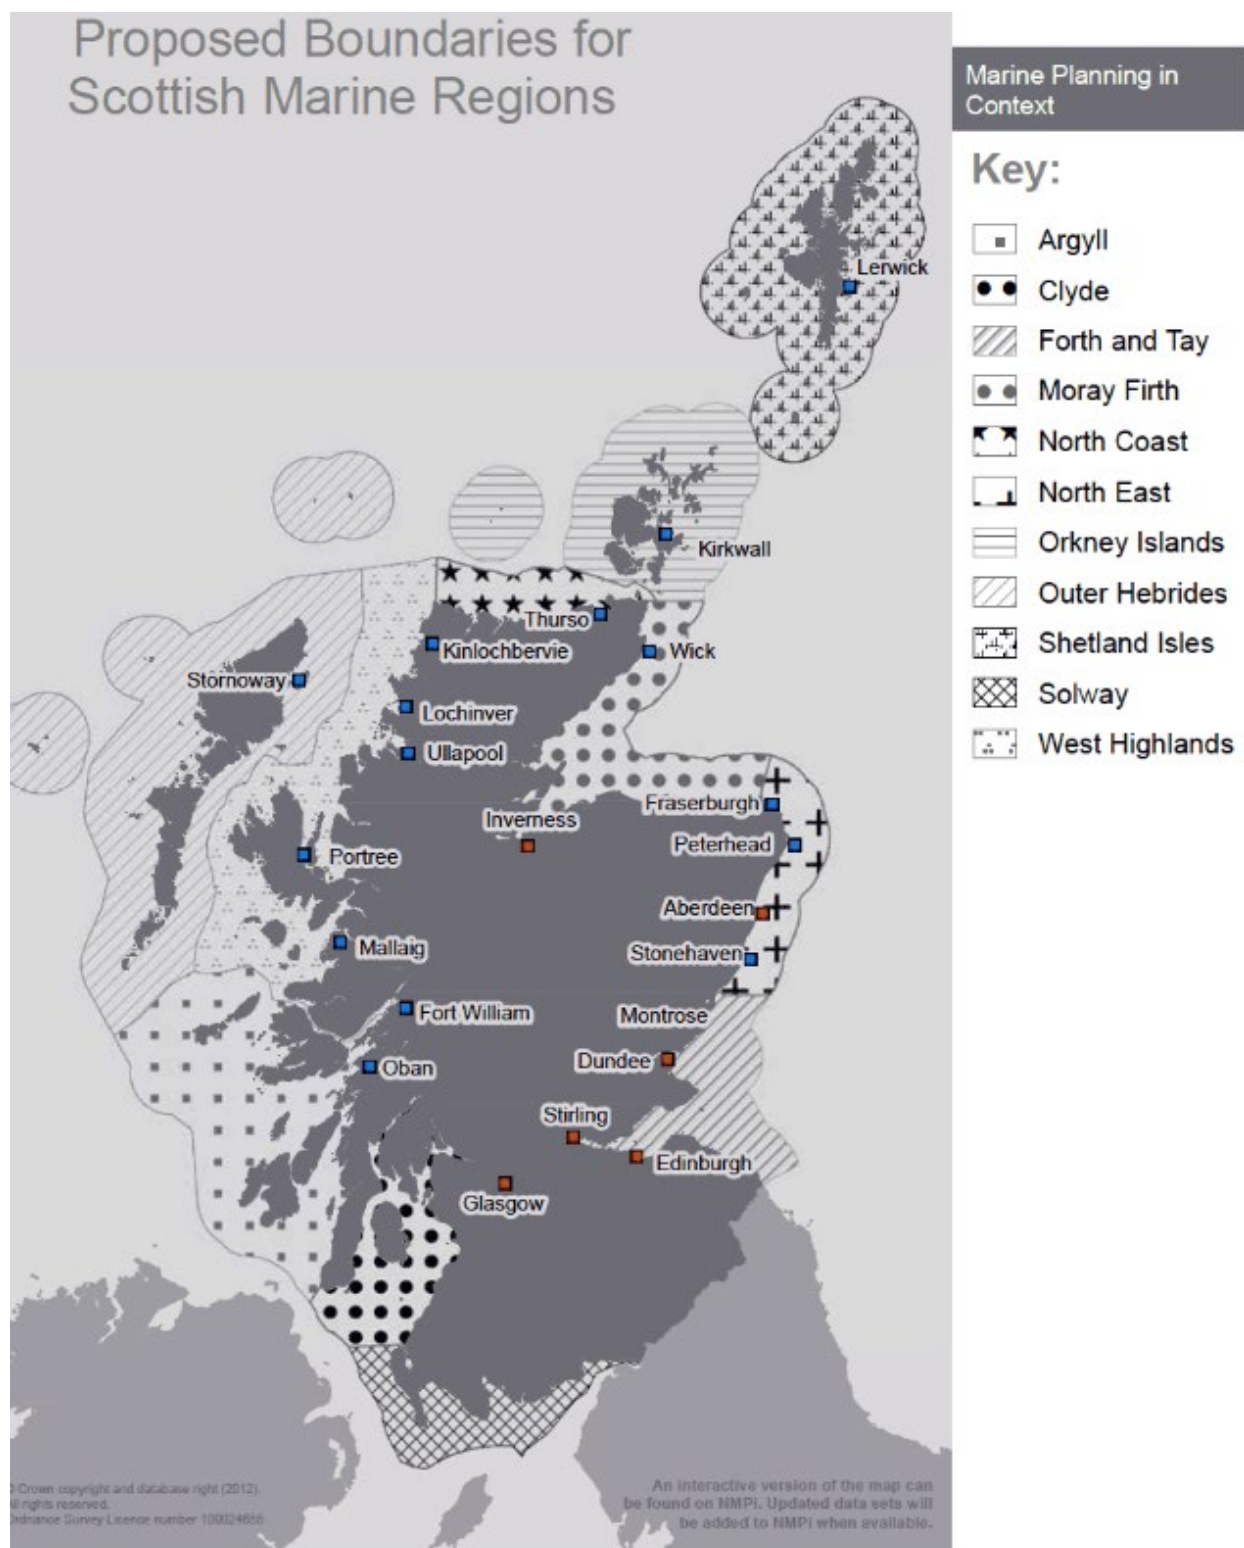 Proposed Boundaries for
Scottish Marine Regions
Marine Planning in
Context
Key:
Argyll
Clyde
Forth and Tay
Moray Firth
North Coast
North East
Orkney Islands
Outer Hebrides
Shetland Isles
Solway
West Highlands
Lerwick
Kirkwall
Thurso
Kinlochbervie
Wick
Stornoway
Lochinver
Ullapool
Fraserburgh
Inverness
Peterhead
Portree
Aberdeen
Mallaig
Stonehaven
Fort William
Montrose
Dundee
Oban
Stirling
Edinburgh
Glasgow
Crown copyright and database right (2012).
rights reserved.
Ordnance Survey Licence number 100024655
An interactive version of the map can
be found on NMPi. Updated data sets will
be added to NMPi when available.